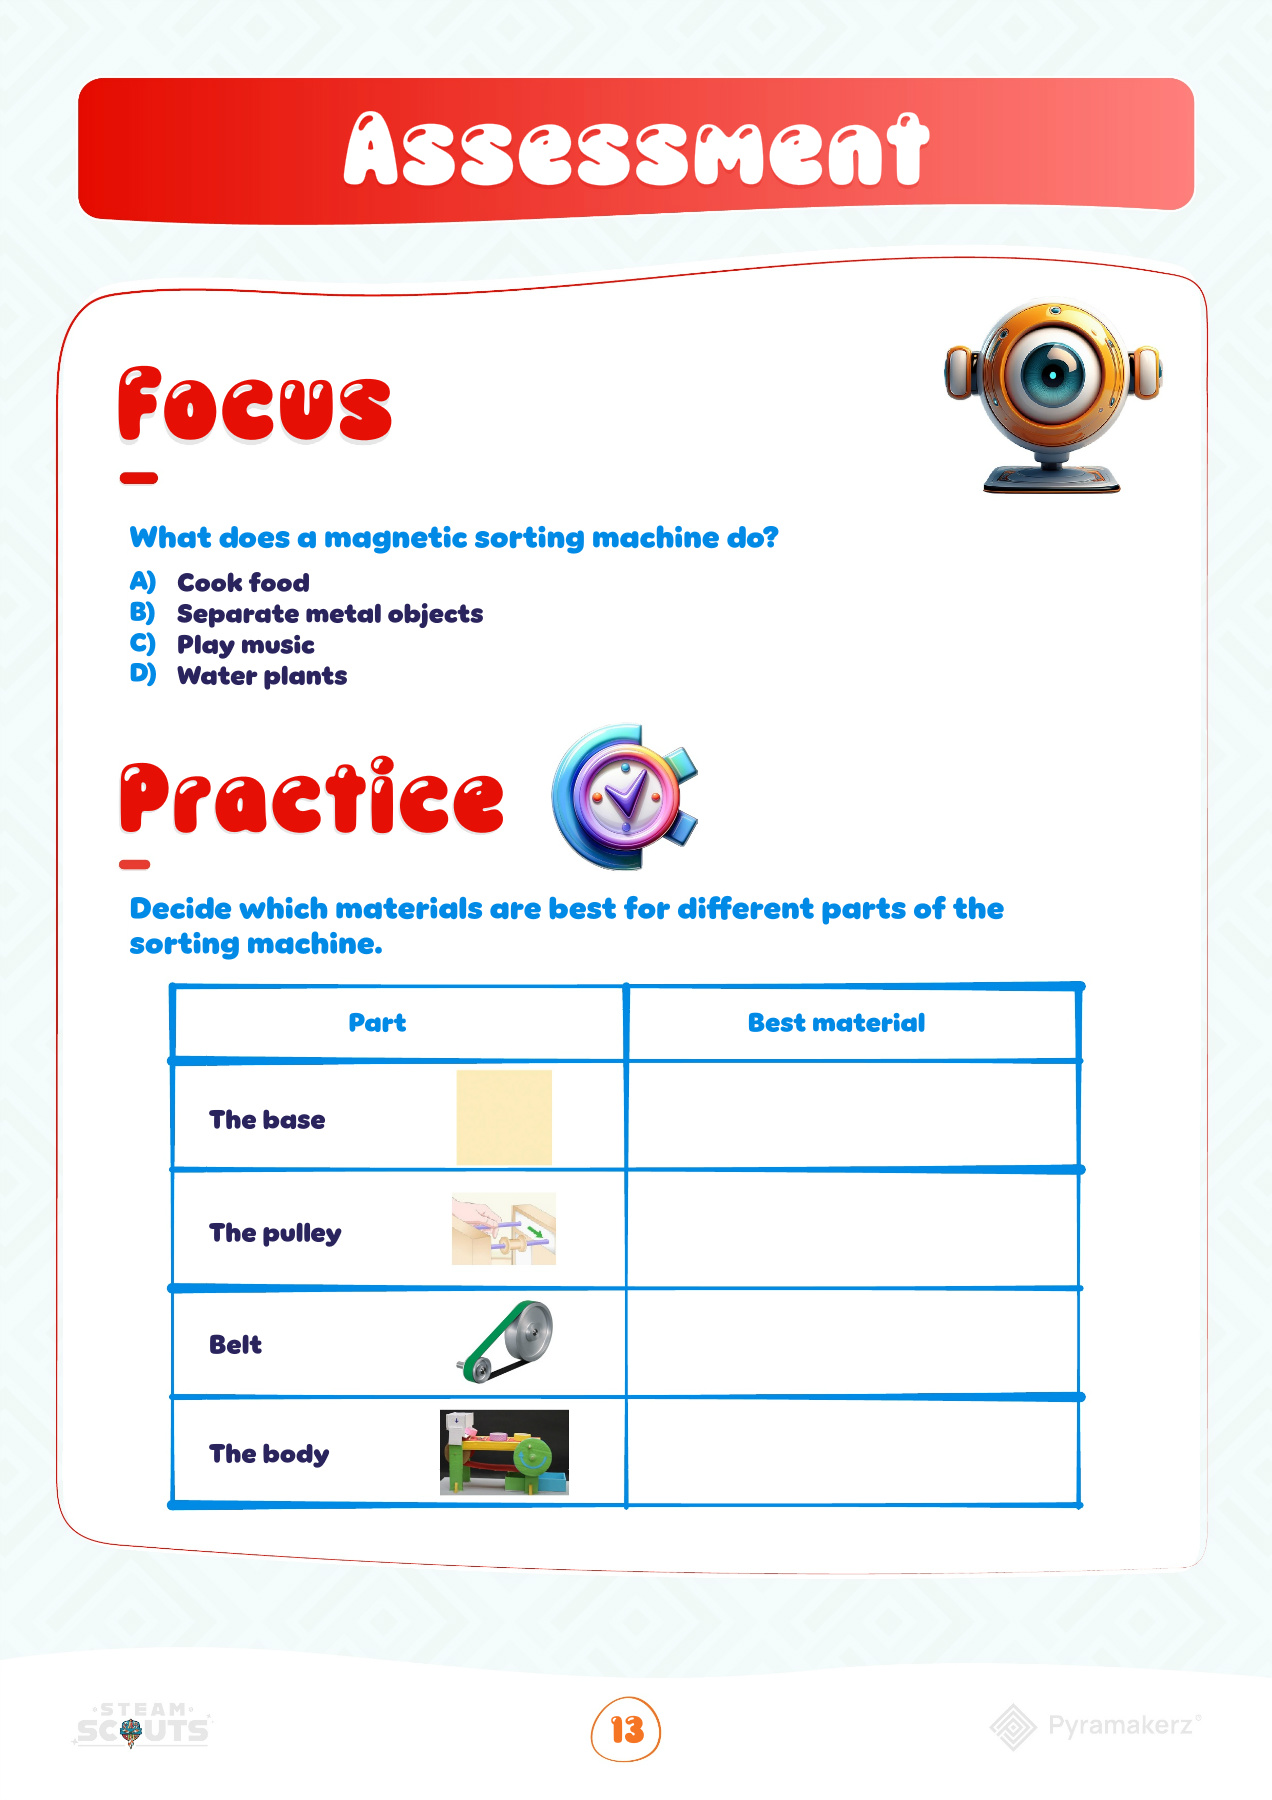 Assessment
Focus
What does a magnetic sorting machine do?
A) Cook food
B) Separate metal objects
C) Play music
D) Water plants
Practice
Decide which materials are best for different parts of the
sorting machine.
Part Best material
The base
The pulley
Belt
The body
STEAM
SCOUTS
13
Pyramakerz